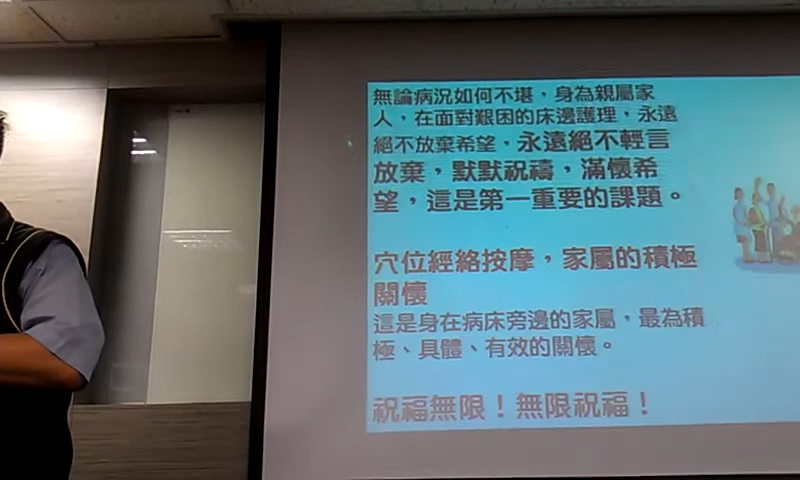 無論病況如何不堪，身為親屬家
人，在面對艱困的床邊護理，永遠
絕不放棄希望，永遠絕不輕言
放棄，默默祝禱，滿懷希
望，這是第一重要的課題。
穴位經絡按摩，家屬的積極
關懷
這是身在病床旁邊的家屬，最為積
極、具體、有效的關懷。
祝福無限！無限祝福！